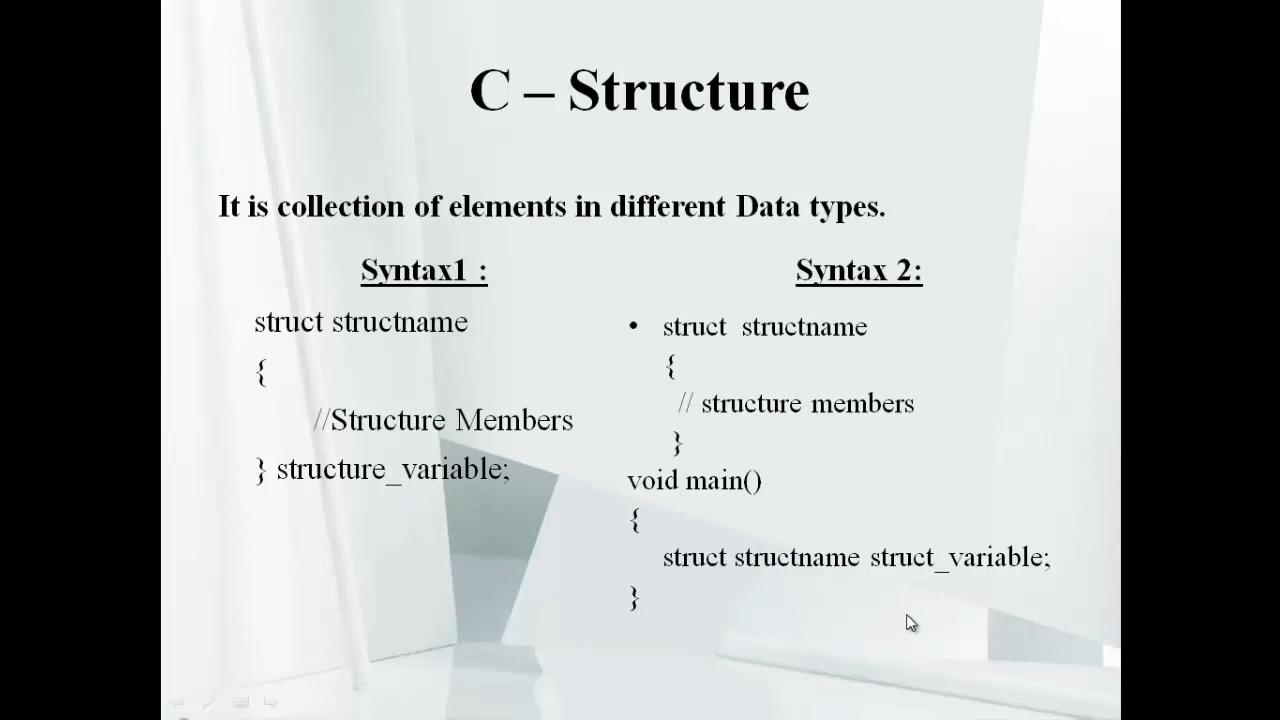 C – Structure
It is collection of elements in different Data types.
Syntax1 :
struct structname
{
//Structure Members
} structure_variable;
Syntax 2:
• struct structname
{
// structure members
}
void main()
{
struct structname struct_variable;
}